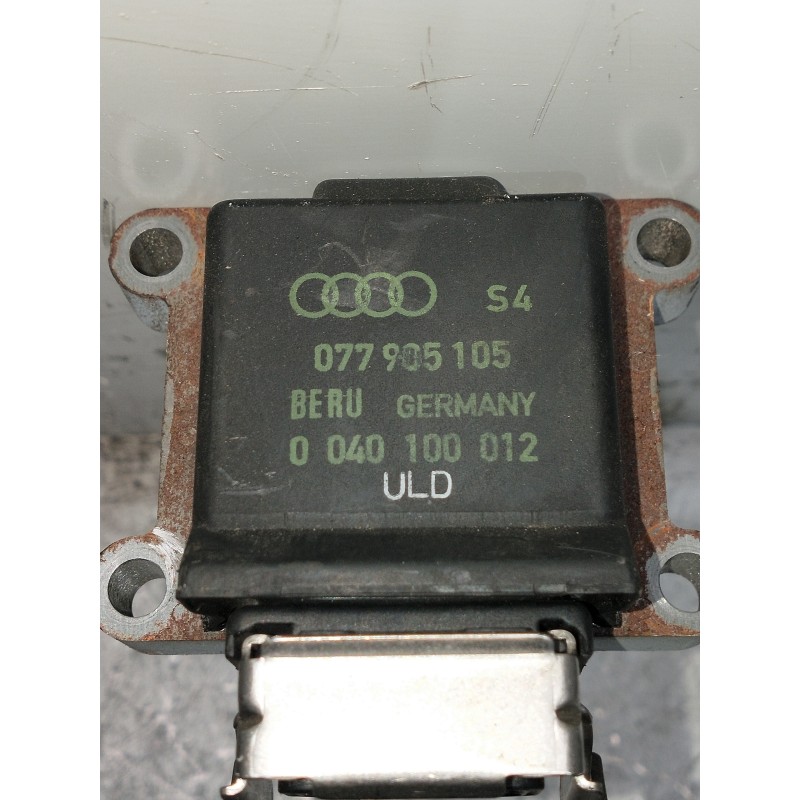 S4
077 905 105
BERU GERMANY
0 040 100 012
ULD